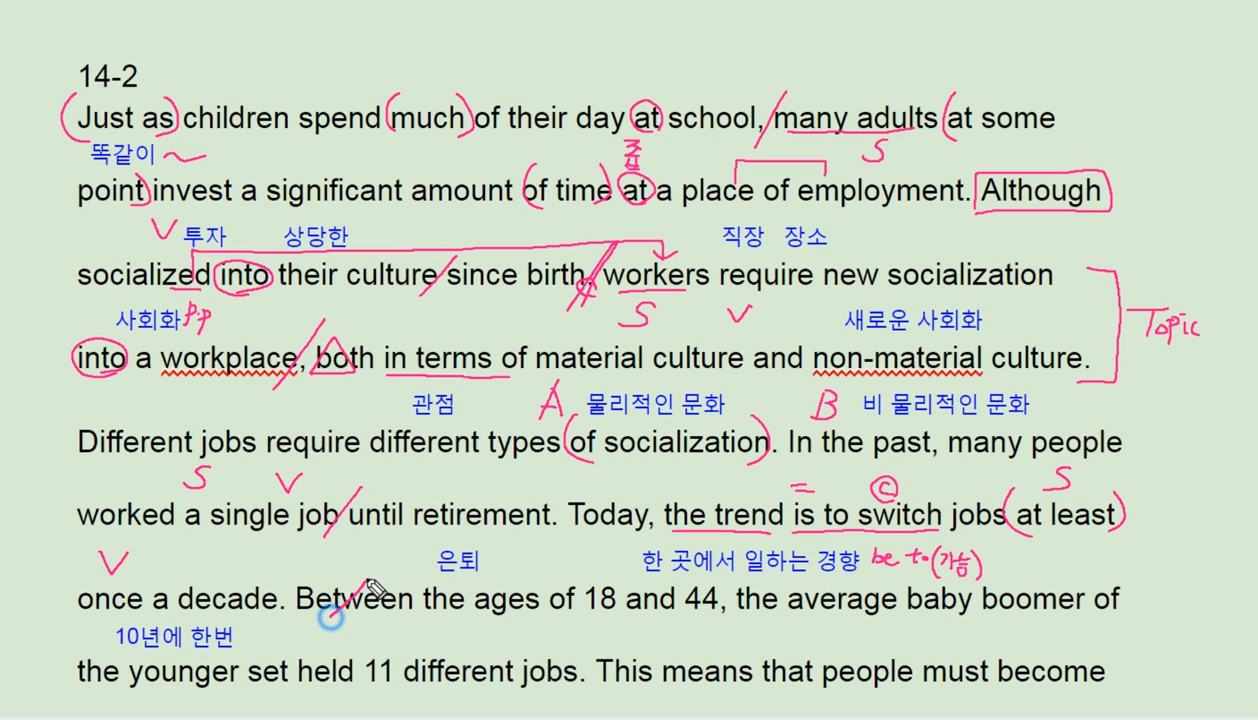 14-2
Just as children spend much of their day at school, many adults at some
똑같이 S
point invest a significant amount of time at a place of employment. Although
V 투자 상당한 직장 장소
socialized into their culture since birth, workers require new socialization
사회화 p.p S V 새로운 사회화 Topic
into a workplace, both in terms of material culture and non-material culture.
관점 A 물리적인 문화 B 비 물리적인 문화
Different jobs require different types of socialization. In the past, many people
S V = C S
worked a single job until retirement. Today, the trend is to switch jobs at least
V 은퇴 한 곳에서 일하는 경향 be to (가능)
once a decade. Between the ages of 18 and 44, the average baby boomer of
10년에 한번
the younger set held 11 different jobs. This means that people must become